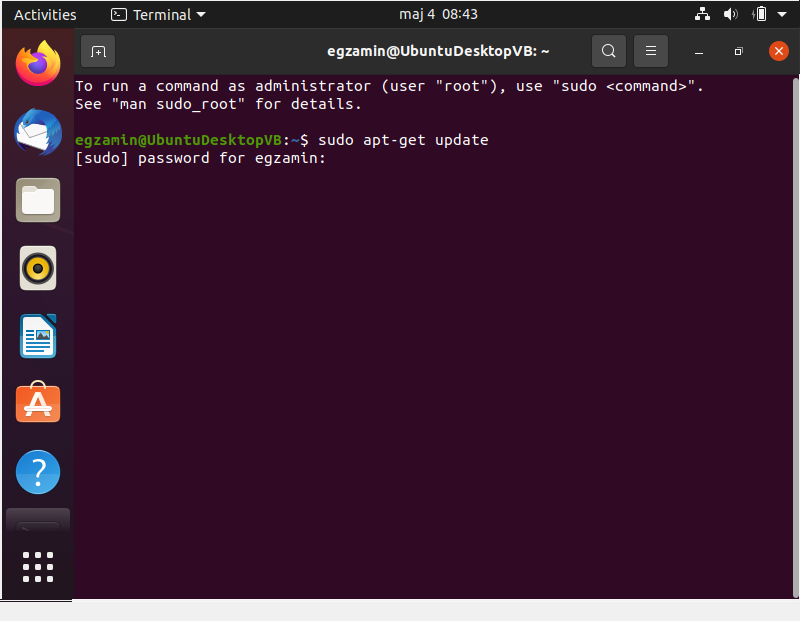 Activities Terminal maj 4 08:43
egzamin@UbuntuDesktopVB: ~
To run a command as administrator (user "root"), use "sudo <command>".
See "man sudo_root" for details.
egzamin@UbuntuDesktopVB:~$ sudo apt-get update
[sudo] password for egzamin: